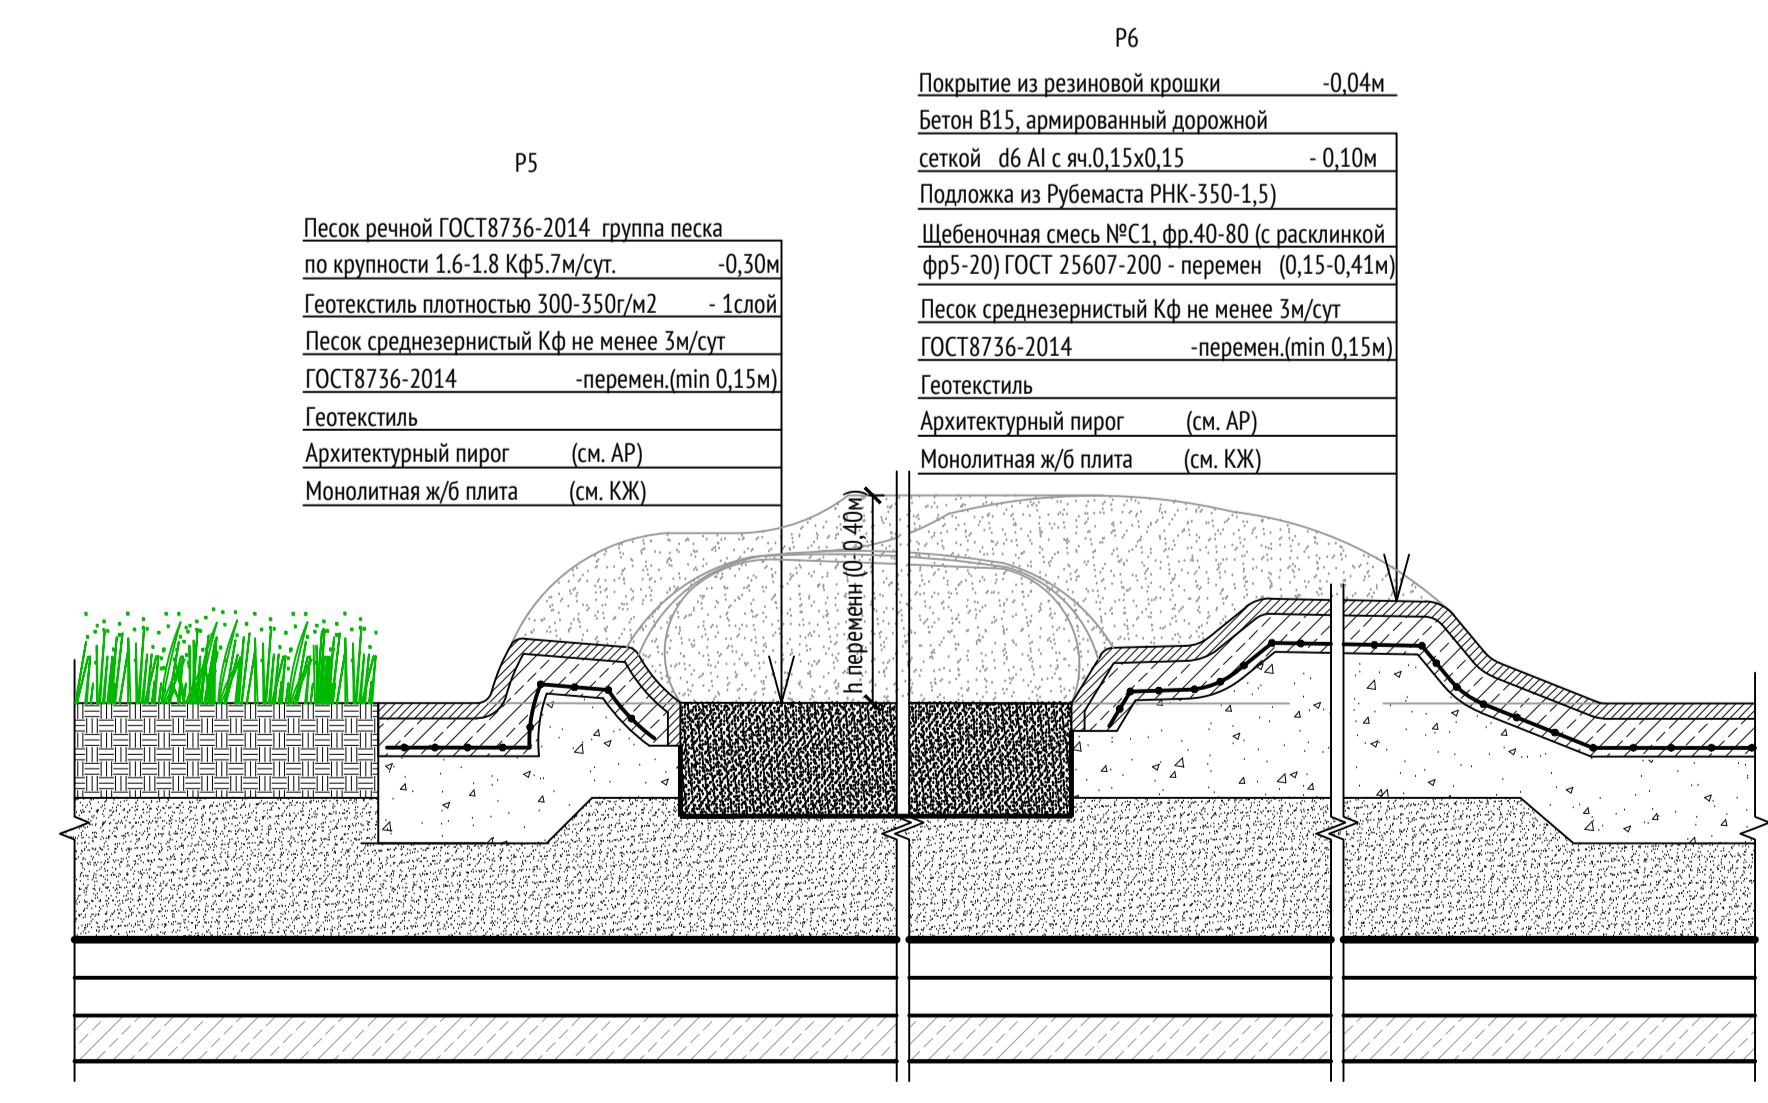 Р5
Песок речной ГОСТ8736-2014 группа песка
по крупности 1.6-1.8 Кф5.7м/сут. -0,30м
Геотекстиль плотностью 300-350г/м2 - 1слой
Песок среднезернистый Кф не менее 3м/сут
ГОСТ8736-2014 -перемен.(min 0,15м)
Геотекстиль
Архитектурный пирог (см. АР)
Монолитная ж/б плита (см. КЖ)
Р6
Покрытие из резиновой крошки -0,04м
Бетон В15, армированный дорожной
сеткой d6 AI с яч.0,15х0,15 - 0,10м
Подложка из Рубемаста РНК-350-1,5)
Щебеночная смесь №С1, фр.40-80 (с расклинкой
фр5-20) ГОСТ 25607-200 - перемен (0,15-0,41м)
Песок среднезернистый Кф не менее 3м/сут
ГОСТ8736-2014 -перемен.(min 0,15м)
Геотекстиль
Архитектурный пирог (см. АР)
Монолитная ж/б плита (см. КЖ)
h переменн (0-0,40м)